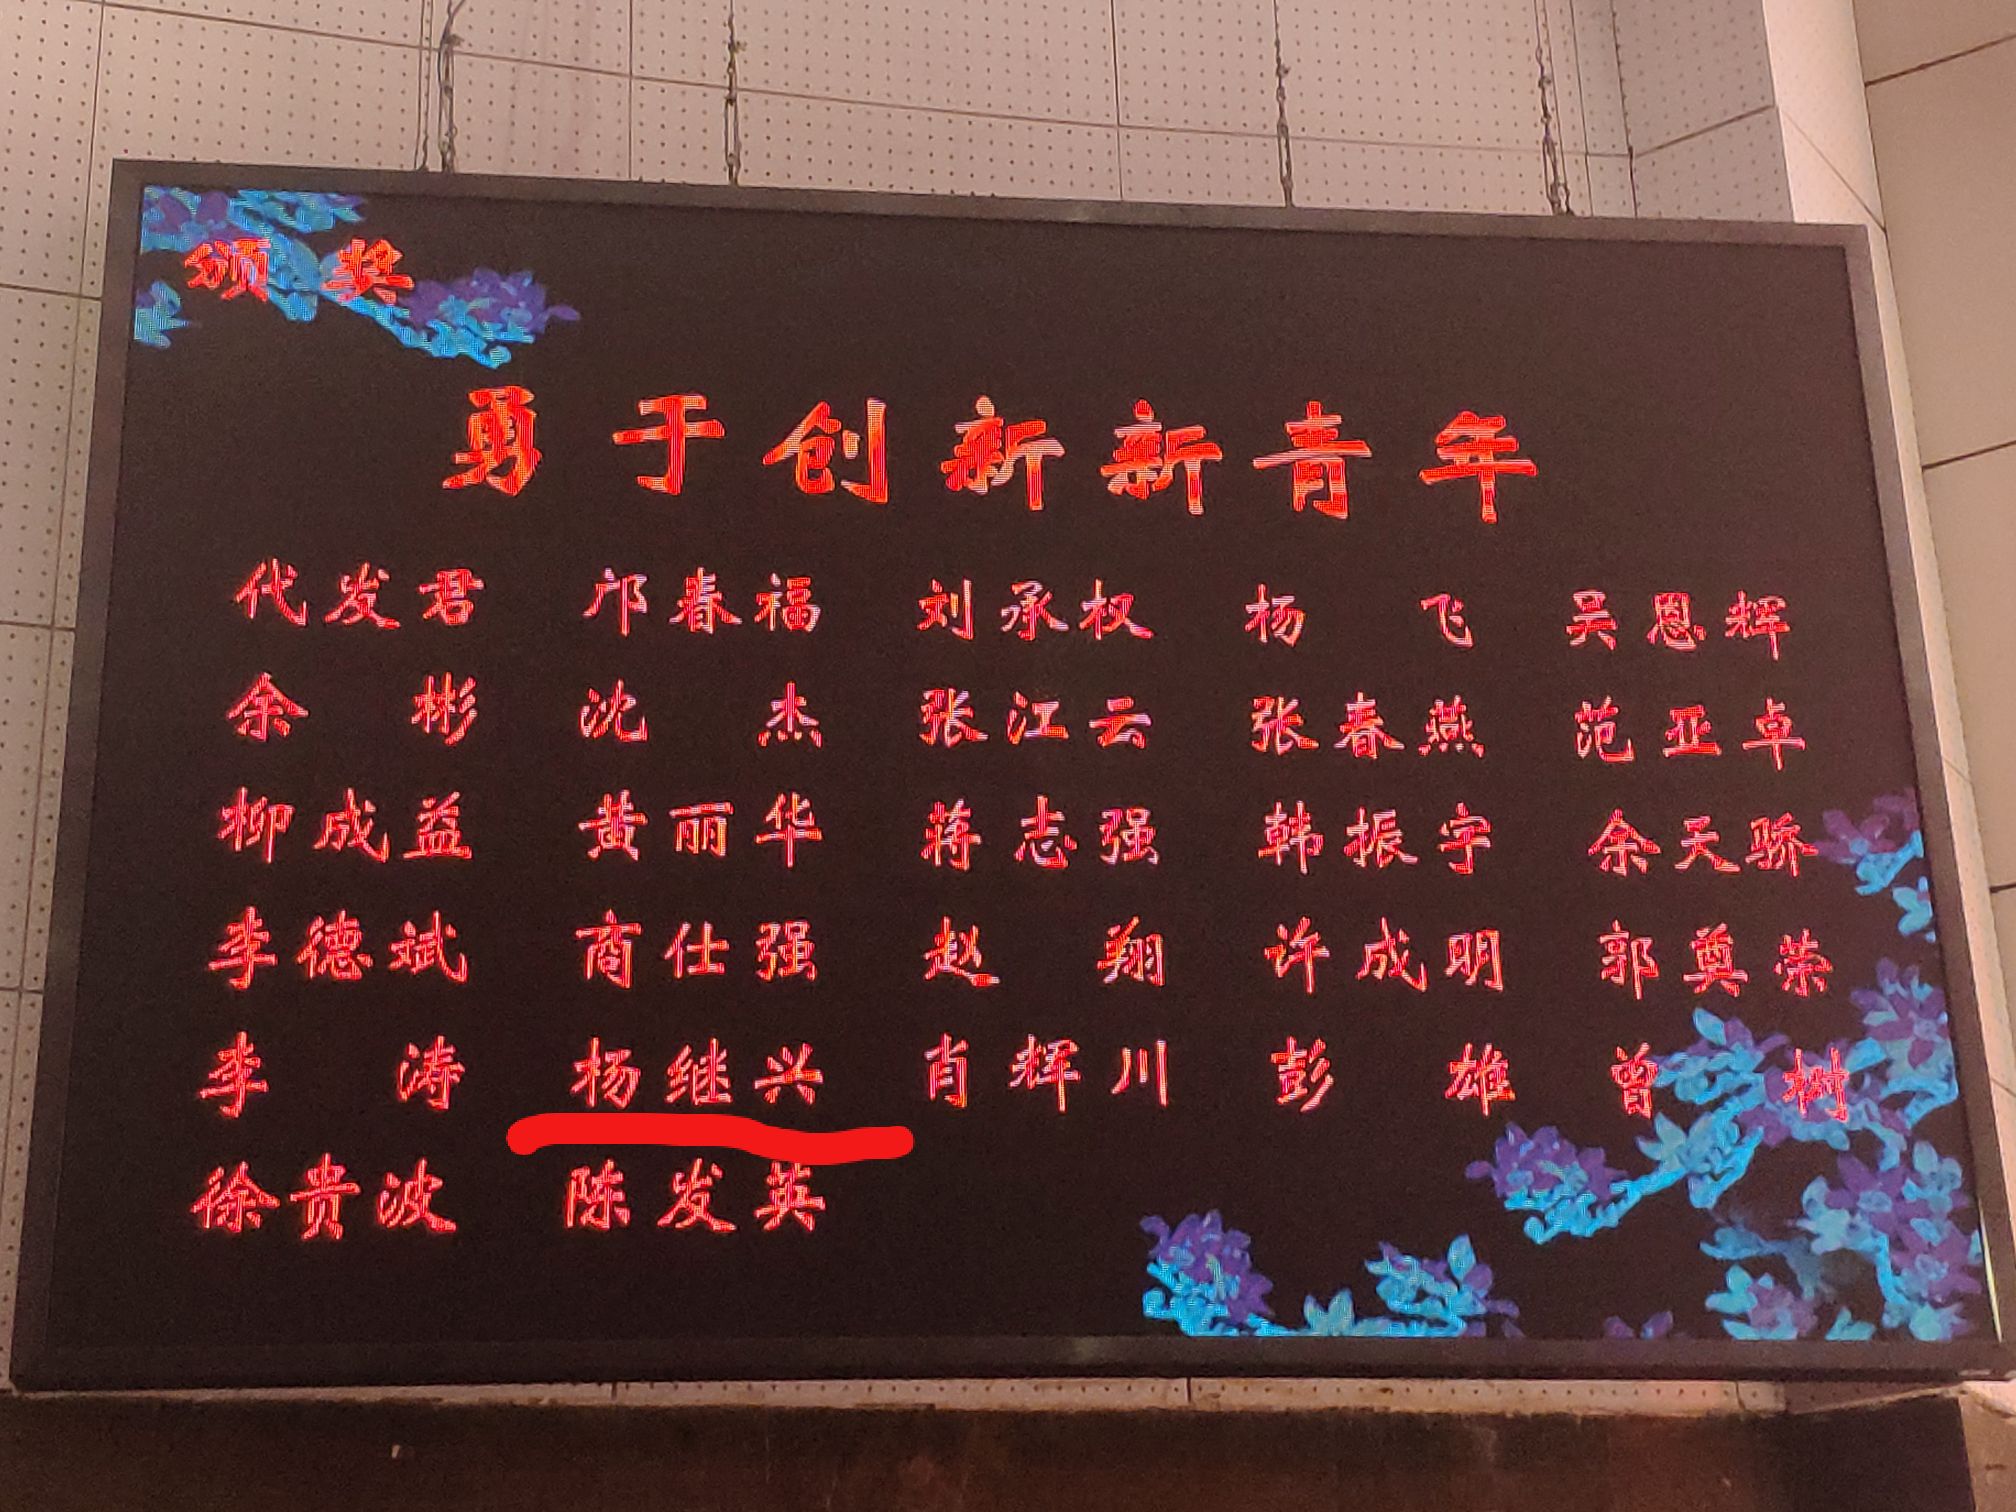 颁 奖
勇于创新新青年
代发君 邝春福 刘承权 杨 飞 吴恩辉
余 彬 沈 杰 张江云 张春燕 范亚卓
柳成益 黄丽华 蒋志强 韩振宇 余天骄
李德斌 商仕强 赵 翔 许成明 郭奠荣
李 涛 杨继兴 肖辉川 彭 雄 曾 树
徐贵波 陈发英